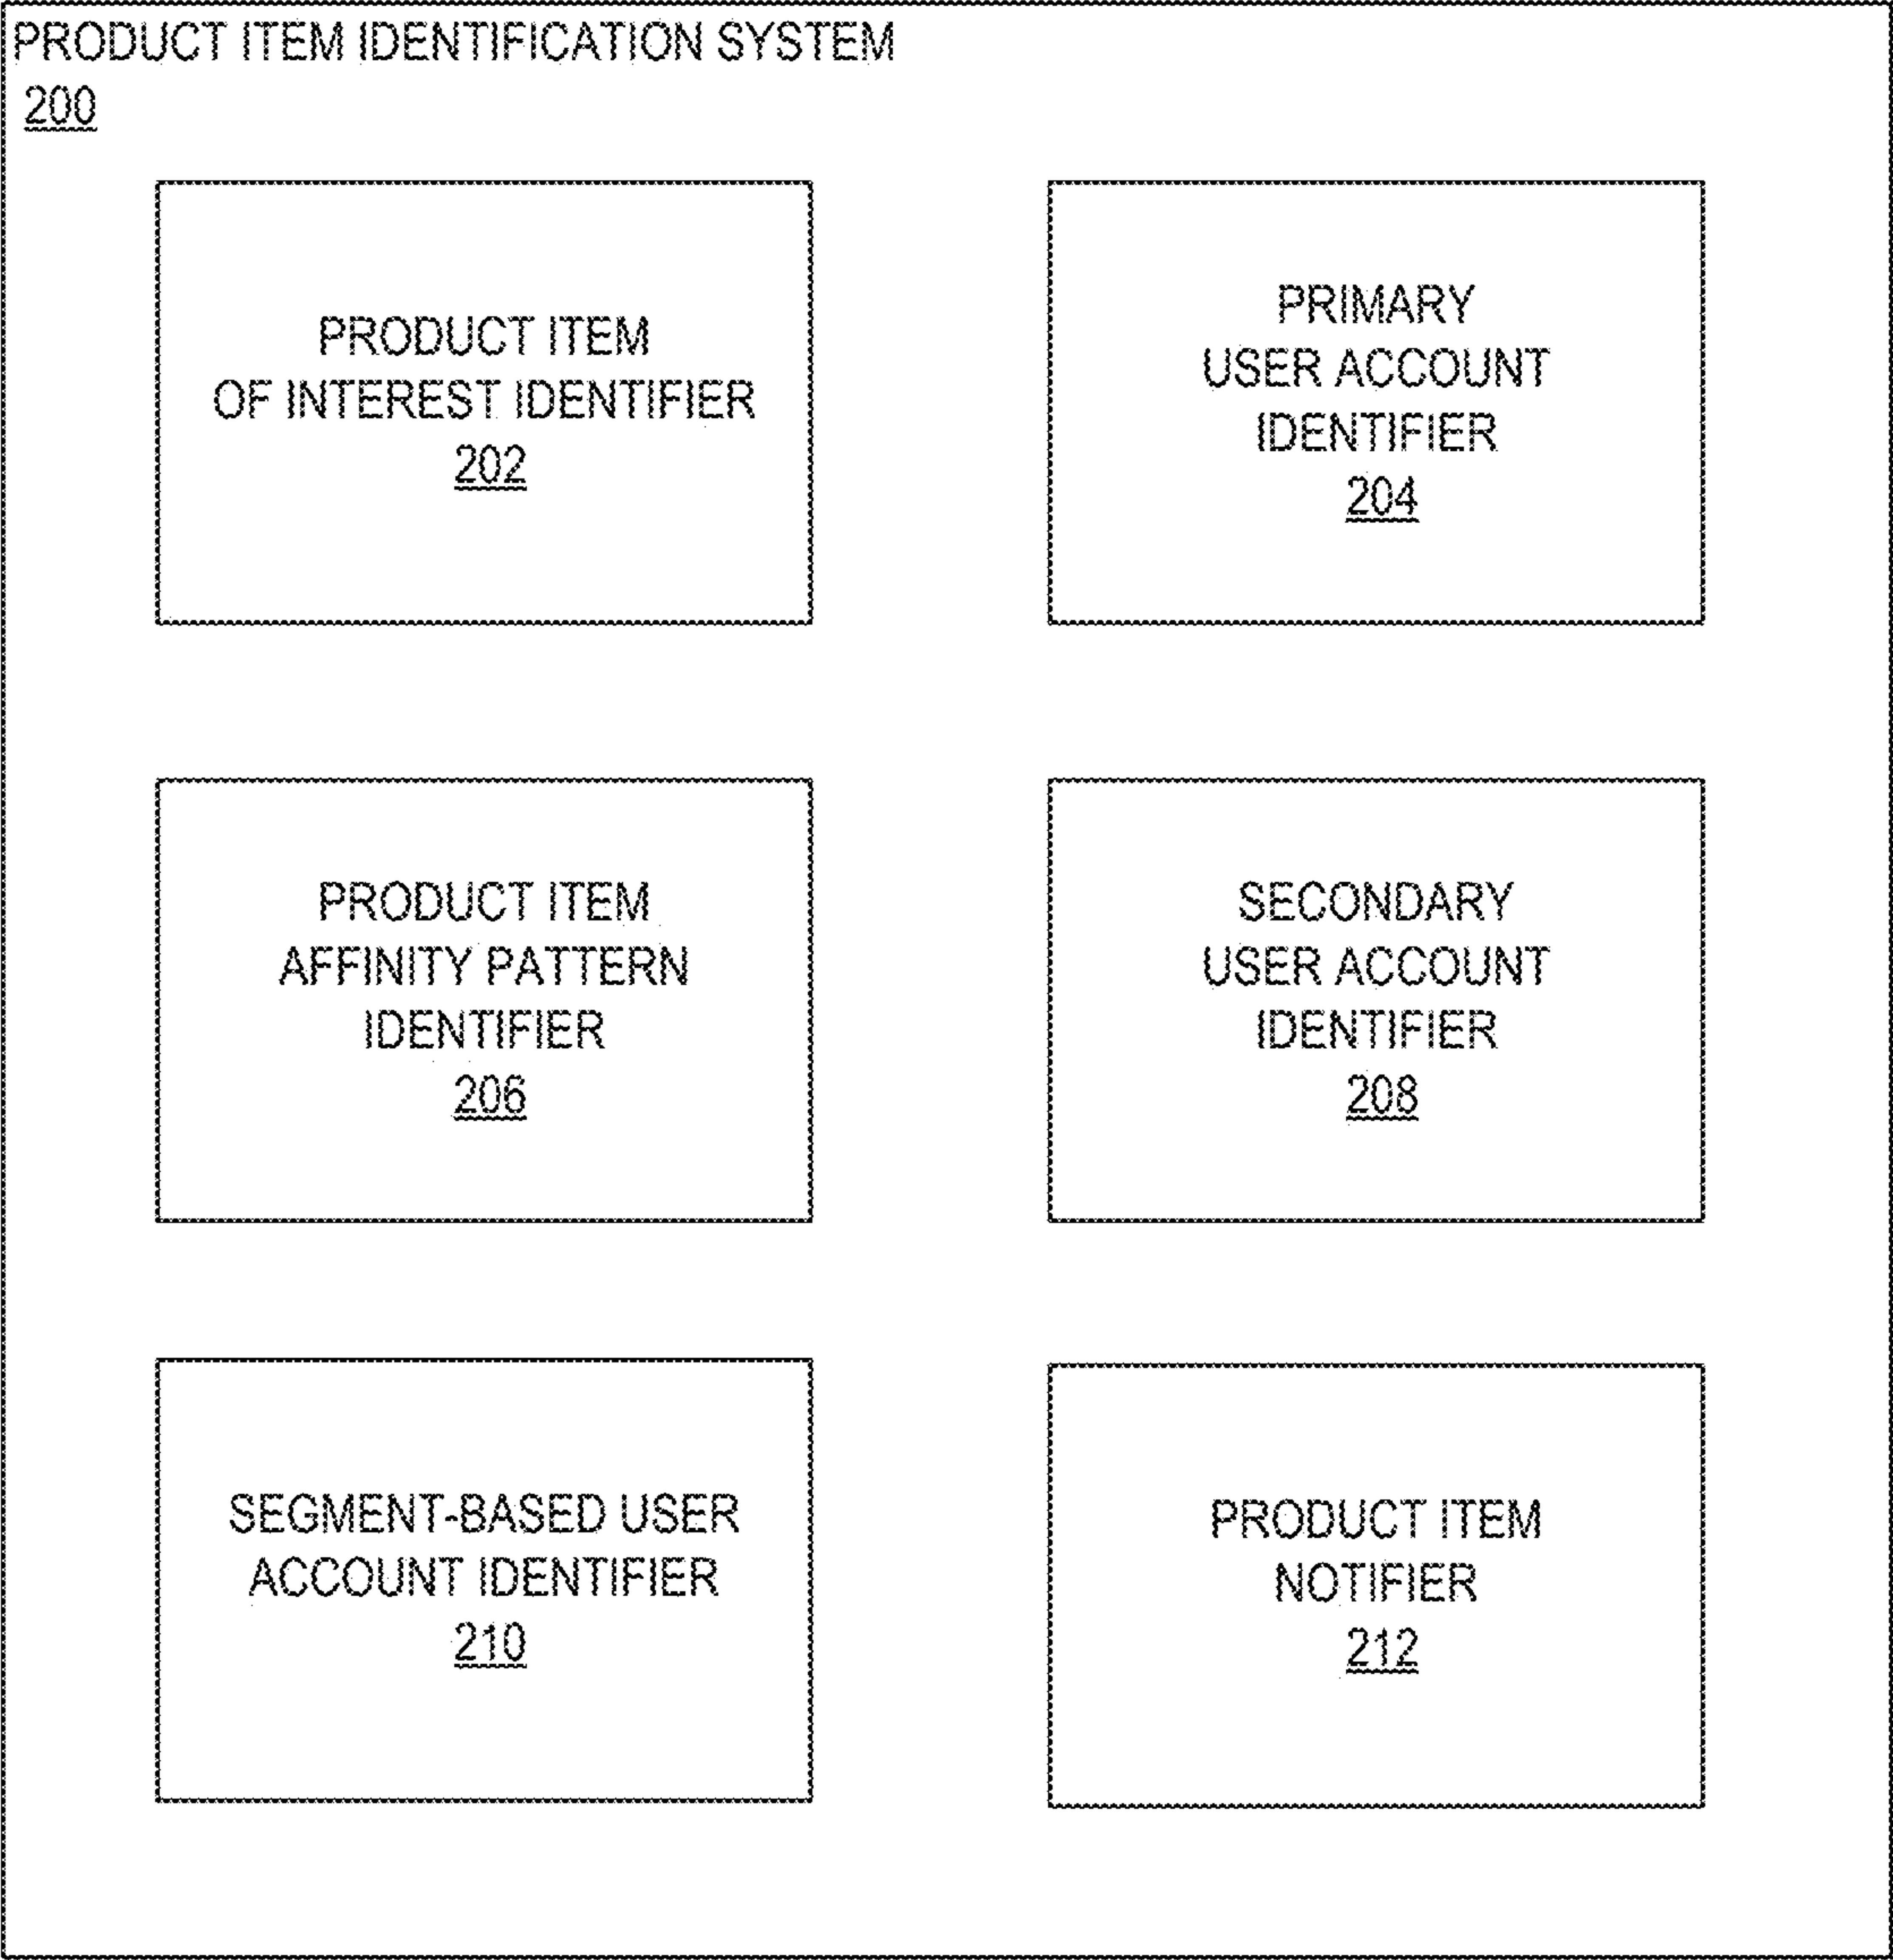 PRODUCT ITEM IDENTIFICATION SYSTEM
200
PRODUCT ITEM
OF INTEREST IDENTIFIER
202
PRIMARY
USER ACCOUNT
IDENTIFIER
204
PRODUCT ITEM
AFFINITY PATTERN
IDENTIFIER
206
SECONDARY
USER ACCOUNT
IDENTIFIER
208
SEGMENT-BASED USER
ACCOUNT IDENTIFIER
210
PRODUCT ITEM
NOTIFIER
212